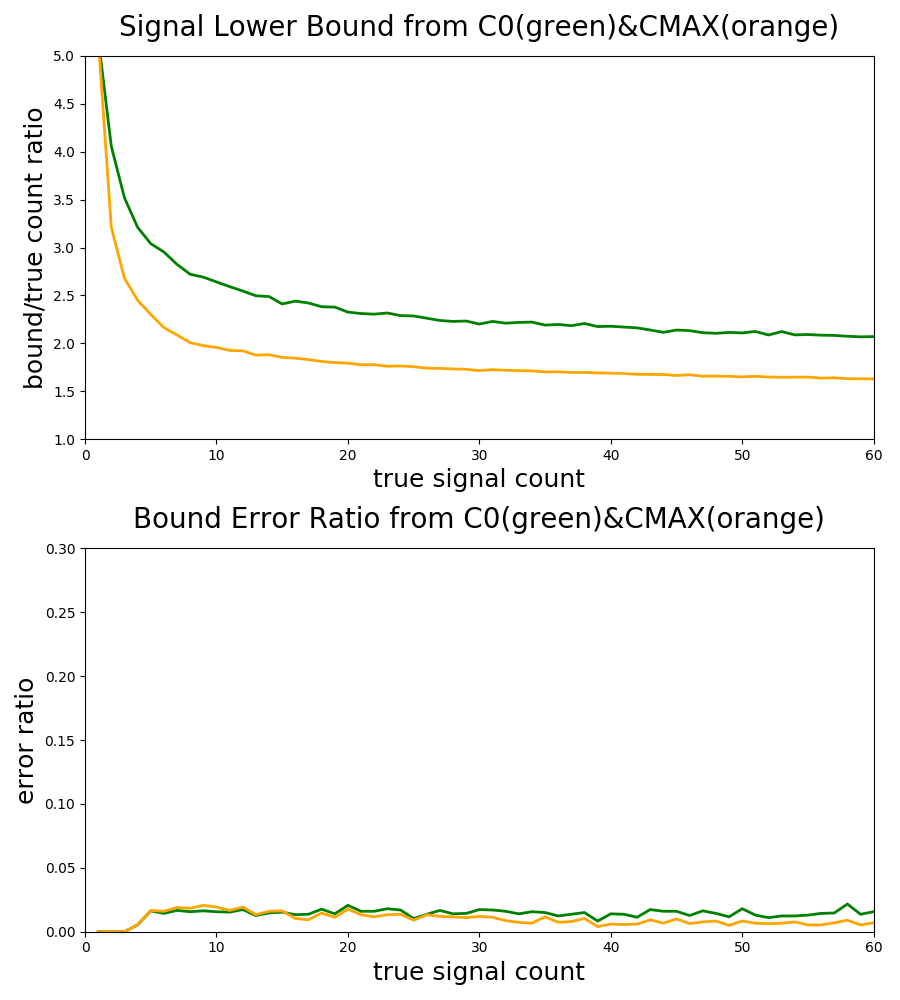 Signal Lower Bound from C0(green)&CMAX(orange)
bound/true count ratio
5.0
4.5
4.0
3.5
3.0
2.5
2.0
1.5
1.0
0 10 20 30 40 50 60
true signal count
Bound Error Ratio from C0(green)&CMAX(orange)
error ratio
0.30
0.25
0.20
0.15
0.10
0.05
0.00
0 10 20 30 40 50 60
true signal count